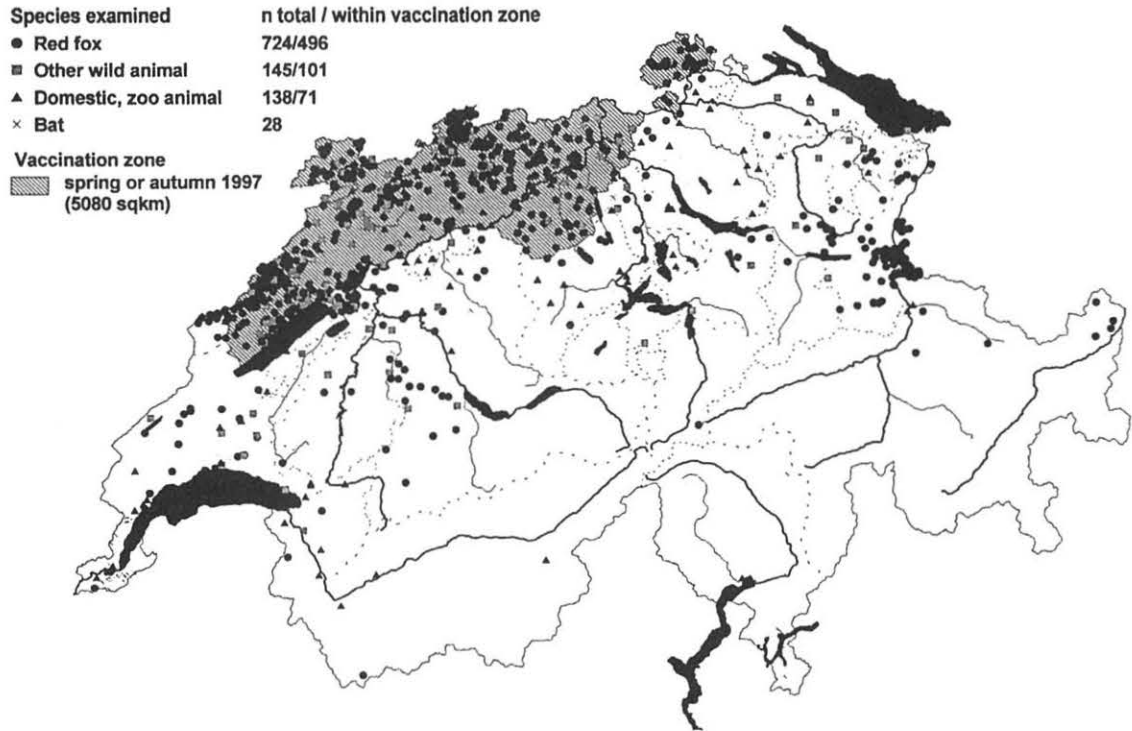 Species examined n total / within vaccination zone
● Red fox 724/496
■ Other wild animal 145/101
▲ Domestic, zoo animal 138/71
× Bat 28
Vaccination zone
spring or autumn 1997
(5080 sqkm)